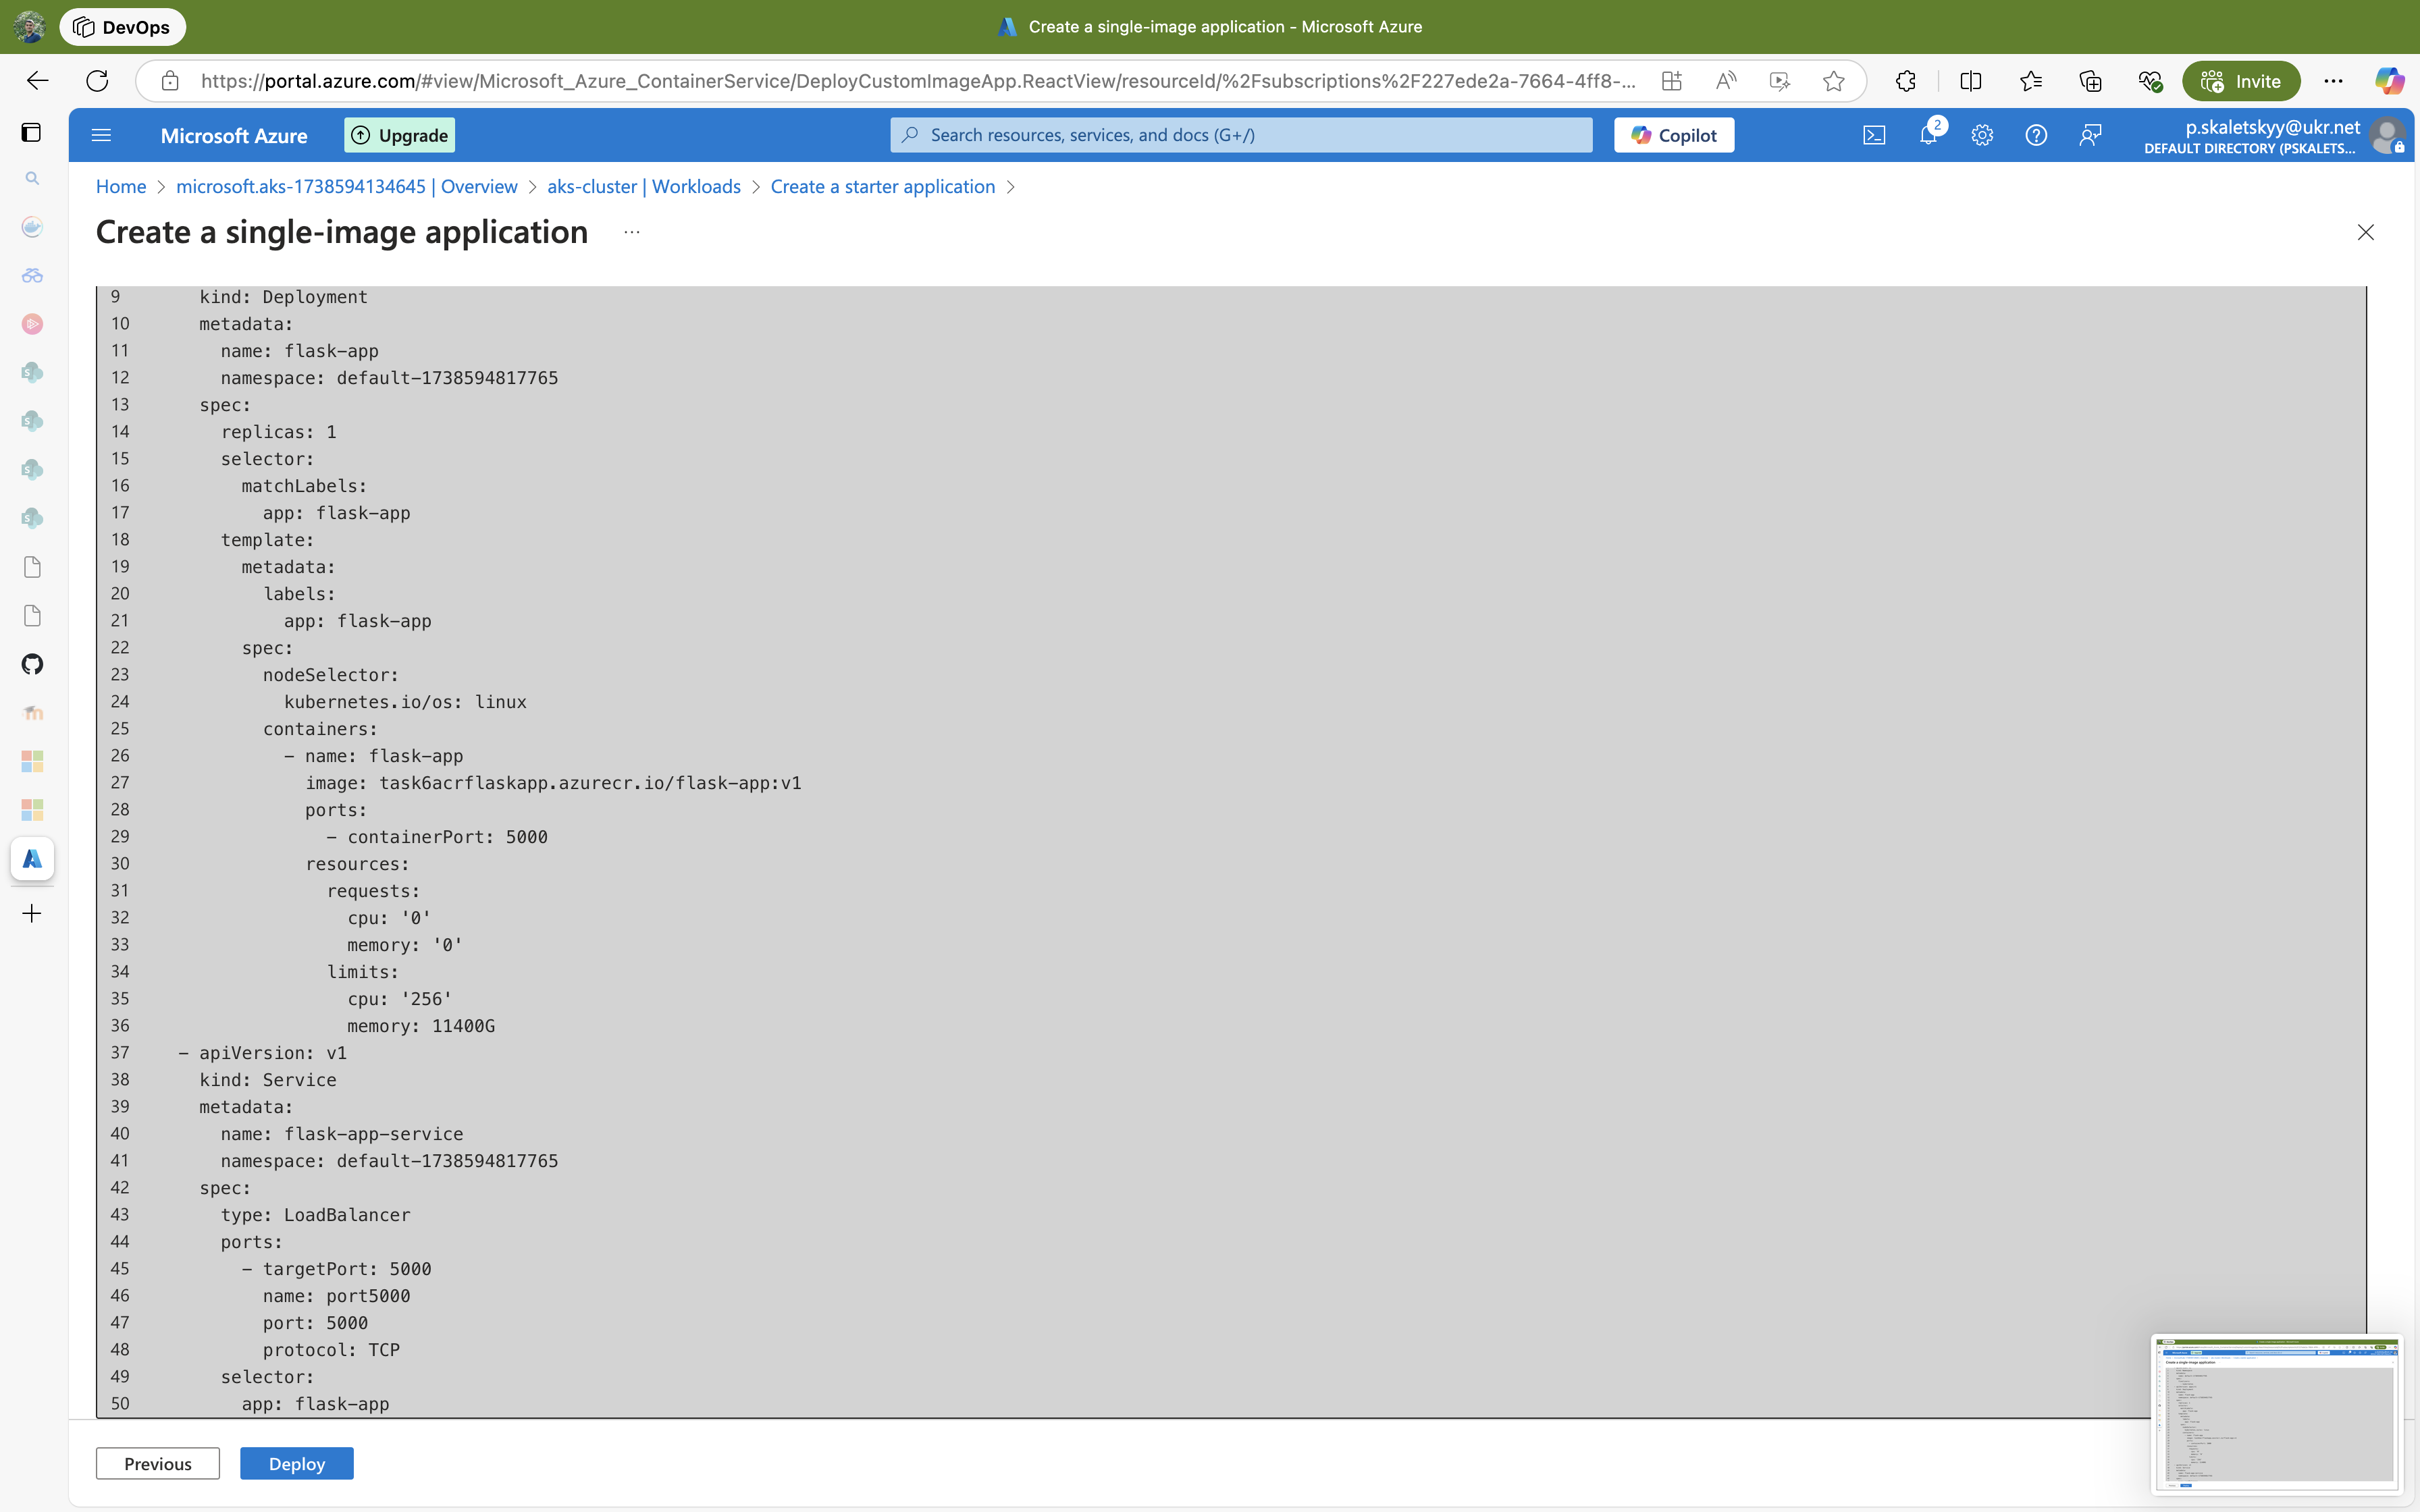 DevOps
Create a single-image application - Microsoft Azure
https://portal.azure.com/#view/Microsoft_Azure_ContainerService/DeployCustomImageApp.ReactView/resourceId/%2Fsubscriptions%2F227ede2a-7664-4ff8-...
Invite
Microsoft Azure
Upgrade
Search resources, services, and docs (G+/)
Copilot
2
p.skaletskyy@ukr.net
DEFAULT DIRECTORY (PSKALETS...
Home > microsoft.aks-1738594134645 | Overview > aks-cluster | Workloads > Create a starter application >
Create a single-image application ...
9 kind: Deployment
10 metadata:
11 name: flask-app
12 namespace: default-1738594817765
13 spec:
14 replicas: 1
15 selector:
16 matchLabels:
17 app: flask-app
18 template:
19 metadata:
20 labels:
21 app: flask-app
22 spec:
23 nodeSelector:
24 kubernetes.io/os: linux
25 containers:
26 - name: flask-app
27 image: task6acrflaskapp.azurecr.io/flask-app:v1
28 ports:
29 - containerPort: 5000
30 resources:
31 requests:
32 cpu: '0'
33 memory: '0'
34 limits:
35 cpu: '256'
36 memory: 11400G
37 - apiVersion: v1
38 kind: Service
39 metadata:
40 name: flask-app-service
41 namespace: default-1738594817765
42 spec:
43 type: LoadBalancer
44 ports:
45 - targetPort: 5000
46 name: port5000
47 port: 5000
48 protocol: TCP
49 selector:
50 app: flask-app
Previous
Deploy